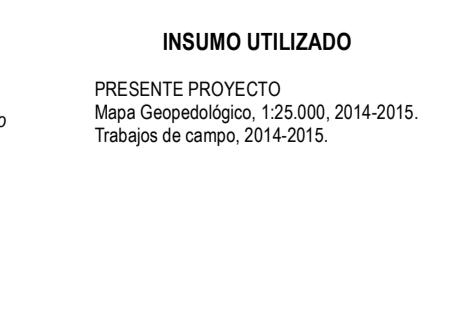 INSUMO UTILIZADO
PRESENTE PROYECTO
Mapa Geopedológico, 1:25.000, 2014-2015.
Trabajos de campo, 2014-2015.
o